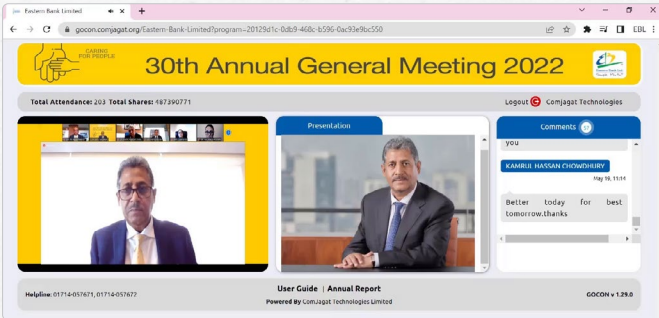 Eastern Bank Limited
gocon.comjagat.org/Eastern-Bank-Limited?program=20129d1c-0db9-468c-b596-0ac93e9bc550
EBL
CARING
FOR PEOPLE
30th Annual General Meeting 2022
Total Attendance: 203 Total Shares: 487390771
Logout Comjagat Technologies
Presentation
Comments
you
KAMRUL HASSAN CHOWDHURY
May 19, 11:14
Better today for best
tomorrow.thanks
Helpline: 01714-057671, 01714-057672
User Guide | Annual Report
Powered By ComJagat Technologies Limited
GOCON v 1.29.0